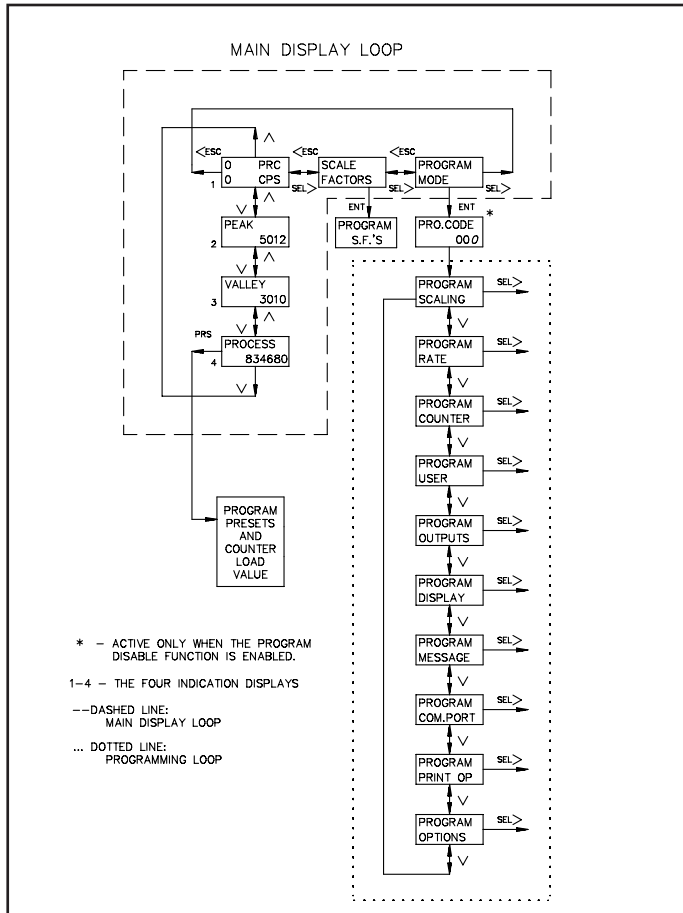 MAIN DISPLAY LOOP
<ESC <ESC
0 PRC
0 CPS
1
SCALE
FACTORS
PROGRAM
MODE
SEL> SEL> SEL>
ENT ENT
PEAK
5012
2
PROGRAM
S.F.'S
PRO.CODE
000
*
VALLEY
3010
3
PRS
PROCESS
834680
4
PROGRAM
SCALING
SEL>
PROGRAM
RATE
SEL>
PROGRAM
COUNTER
SEL>
PROGRAM
USER
SEL>
PROGRAM
OUTPUTS
SEL>
PROGRAM
DISPLAY
SEL>
PROGRAM
MESSAGE
SEL>
PROGRAM
COM.PORT
SEL>
PROGRAM
PRINT OP
SEL>
PROGRAM
OPTIONS
SEL>
PROGRAM
PRESETS
AND
COUNTER
LOAD
VALUE
* – ACTIVE ONLY WHEN THE PROGRAM
DISABLE FUNCTION IS ENABLED.
1–4 – THE FOUR INDICATION DISPLAYS
--DASHED LINE:
MAIN DISPLAY LOOP
... DOTTED LINE:
PROGRAMMING LOOP